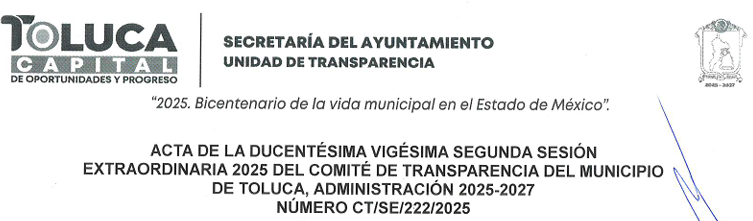 TOLUCA
CAPITAL
DE OPORTUNIDADES Y PROGRESO
SECRETARÍA DEL AYUNTAMIENTO
UNIDAD DE TRANSPARENCIA
2025 - 2027
"2025. Bicentenario de la vida municipal en el Estado de México".
ACTA DE LA DUCENTÉSIMA VIGÉSIMA SEGUNDA SESIÓN
EXTRAORDINARIA 2025 DEL COMITÉ DE TRANSPARENCIA DEL MUNICIPIO
DE TOLUCA, ADMINISTRACIÓN 2025-2027
NÚMERO CT/SE/222/2025